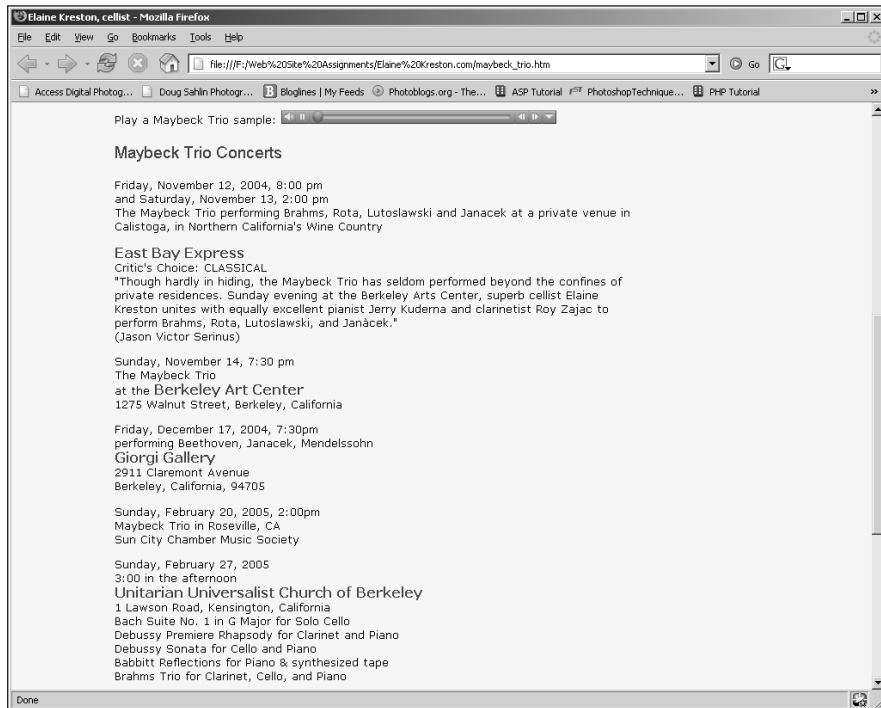 Elaine Kreston, cellist - Mozilla Firefox
File Edit View Go Bookmarks Tools Help
file:///F:/Web%20Site%20Assignments/Elaine%20Kreston.com/maybeck_trio.htm Go G
Access Digital Photog... Doug Sahlin Photogr... Bloglines | My Feeds Photoblogs.org - The... ASP Tutorial PhotoshopTechnique... PHP Tutorial »
Play a Maybeck Trio sample:
Maybeck Trio Concerts
Friday, November 12, 2004, 8:00 pm
and Saturday, November 13, 2:00 pm
The Maybeck Trio performing Brahms, Rota, Lutoslawski and Janacek at a private venue in
Calistoga, in Northern California's Wine Country
East Bay Express
Critic's Choice: CLASSICAL
"Though hardly in hiding, the Maybeck Trio has seldom performed beyond the confines of
private residences. Sunday evening at the Berkeley Arts Center, superb cellist Elaine
Kreston unites with equally excellent pianist Jerry Kuderna and clarinetist Roy Zajac to
perform Brahms, Rota, Lutoslawski, and Janàcek."
(Jason Victor Serinus)
Sunday, November 14, 7:30 pm
The Maybeck Trio
at the Berkeley Art Center
1275 Walnut Street, Berkeley, California
Friday, December 17, 2004, 7:30pm
performing Beethoven, Janacek, Mendelssohn
Giorgi Gallery
2911 Claremont Avenue
Berkeley, California, 94705
Sunday, February 20, 2005, 2:00pm
Maybeck Trio in Roseville, CA
Sun City Chamber Music Society
Sunday, February 27, 2005
3:00 in the afternoon
Unitarian Universalist Church of Berkeley
1 Lawson Road, Kensington, California
Bach Suite No. 1 in G Major for Solo Cello
Debussy Premiere Rhapsody for Clarinet and Piano
Debussy Sonata for Cello and Piano
Babbitt Reflections for Piano & synthesized tape
Brahms Trio for Clarinet, Cello, and Piano
Done